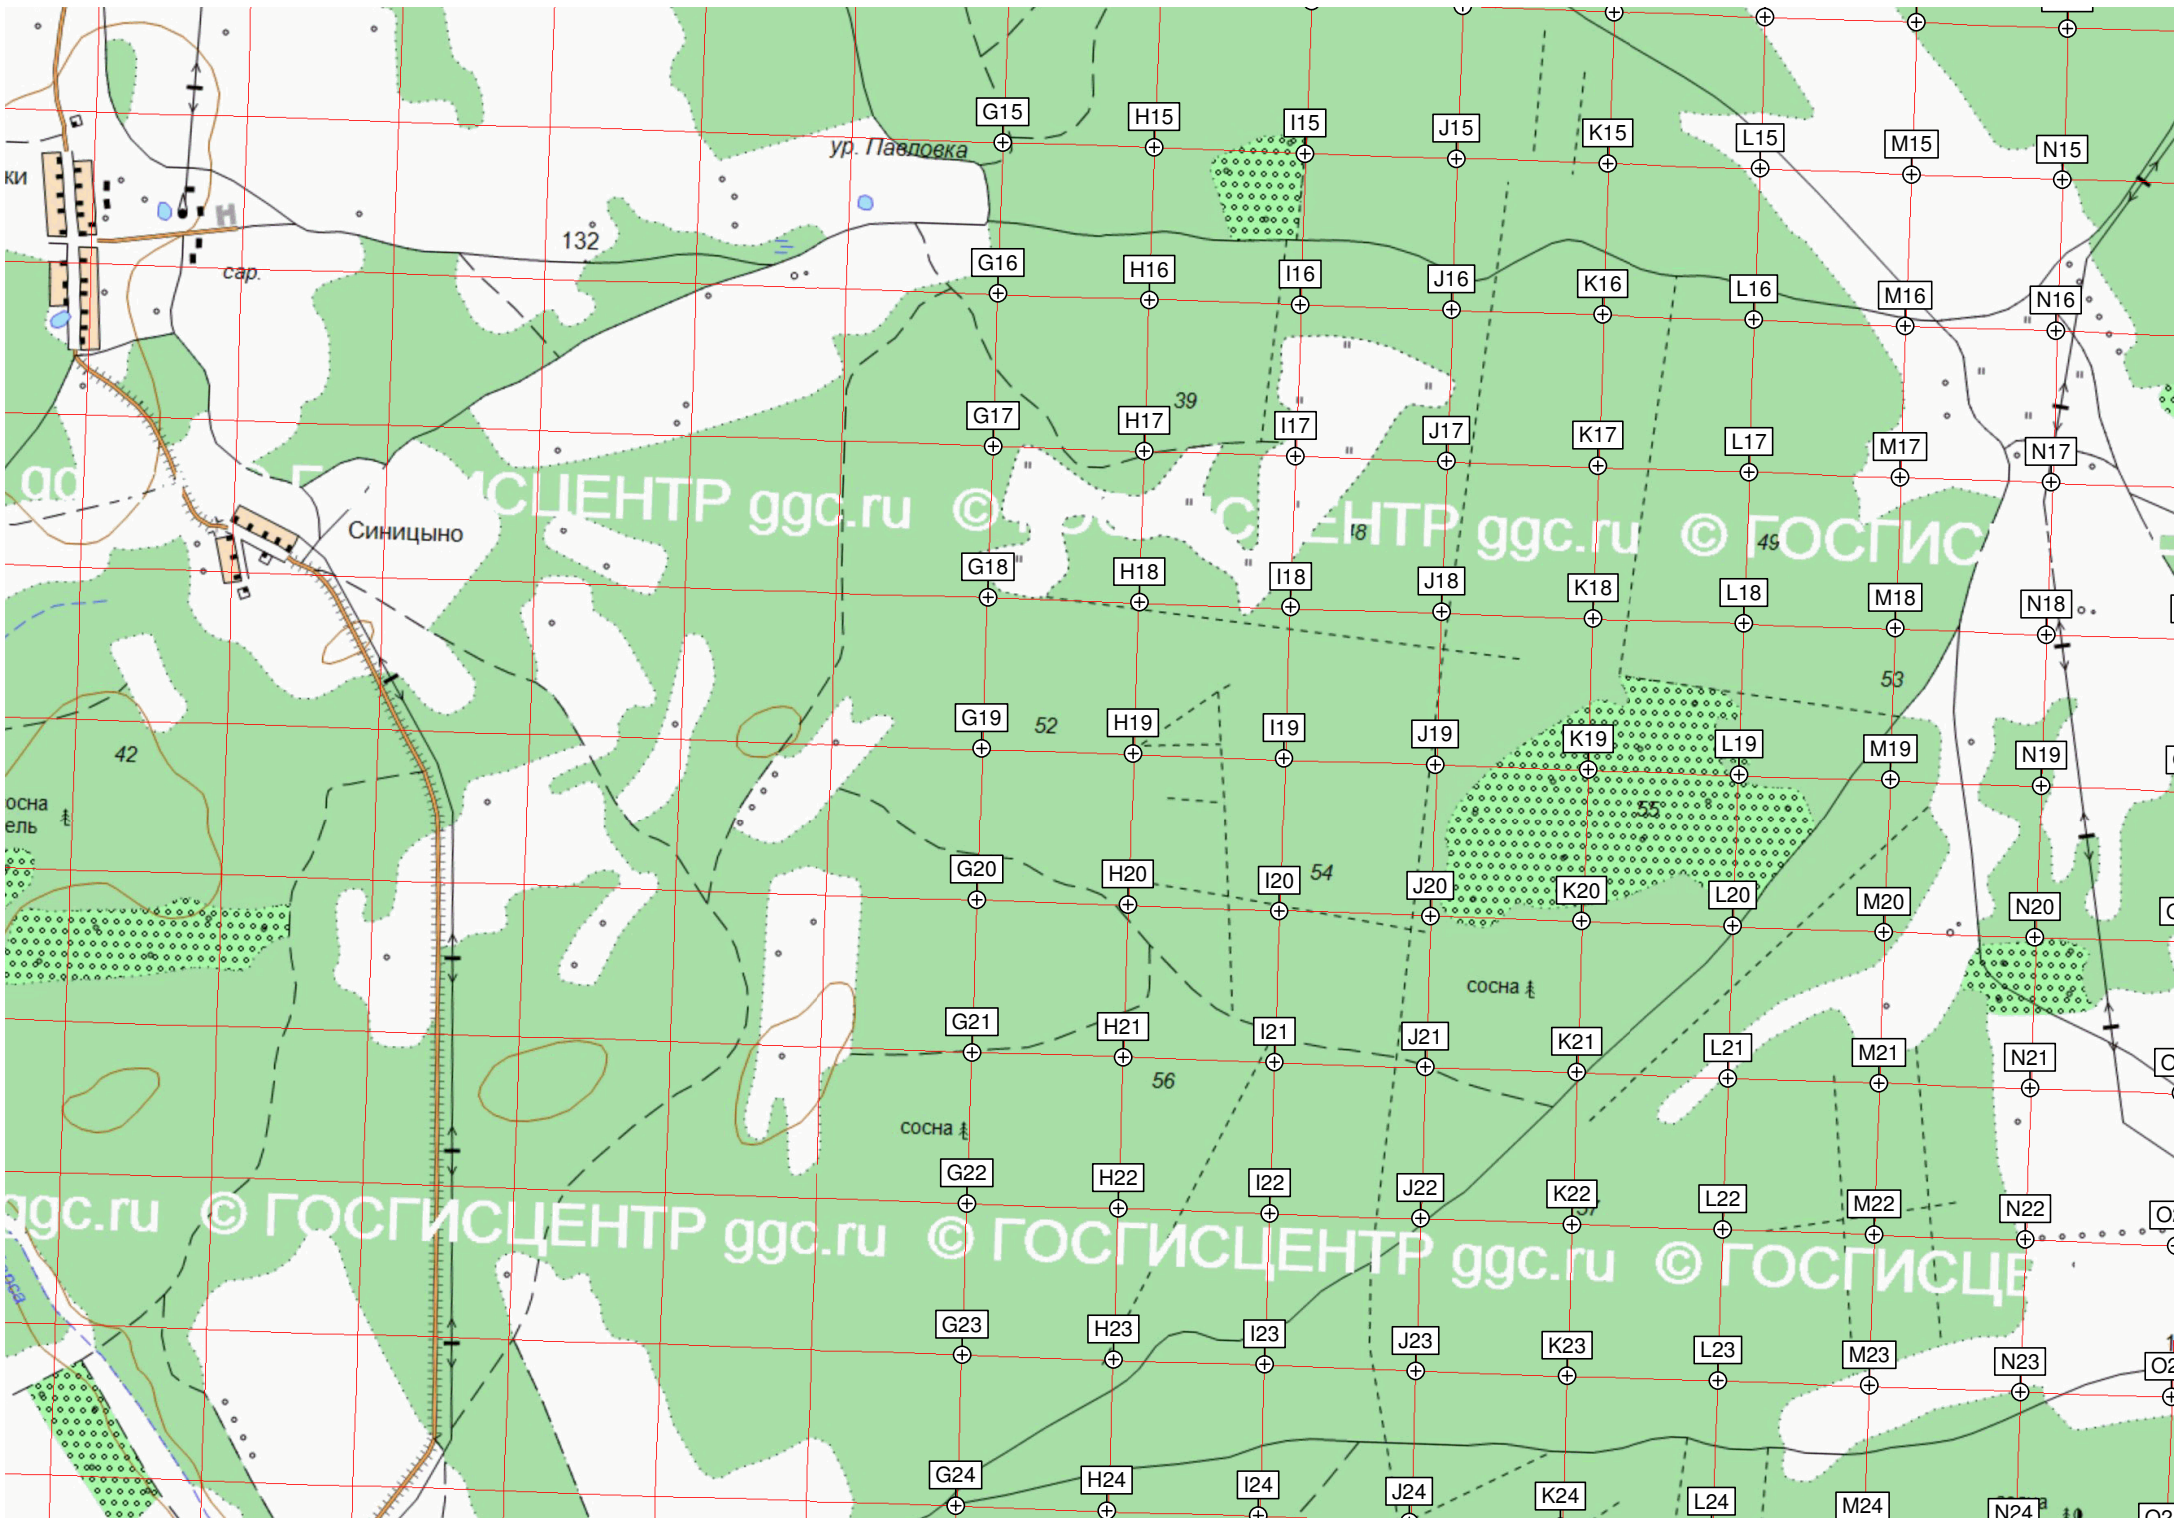 G15 H15 I15 J15 K15 L15 M15 N15
ур. Павловка
ки
132
сар.
G16 H16 I16 J16 K16 L16 M16 N16
39
G17 H17 I17 J17 K17 L17 M17 N17
ГОСГИСЦЕНТР ggc.ru © ГОСГИСЦЕНТР ggc.ru © ГОСГИС
Синицыно
48
49
G18 H18 I18 J18 K18 L18 M18 N18
53
G19 H19 I19 J19 K19 L19 M19 N19
52
42
осна
ель
55
G20 H20 I20 J20 K20 L20 M20 N20
54
сосна
G21 H21 I21 J21 K21 L21 M21 N21
56
сосна
G22 H22 I22 J22 K22 L22 M22 N22
ggc.ru © ГОСГИСЦЕНТР ggc.ru © ГОСГИСЦЕНТР ggc.ru © ГОСГИСЦЕ
G23 H23 I23 J23 K23 L23 M23 N23
G24 H24 I24 J24 K24 L24 M24 N24